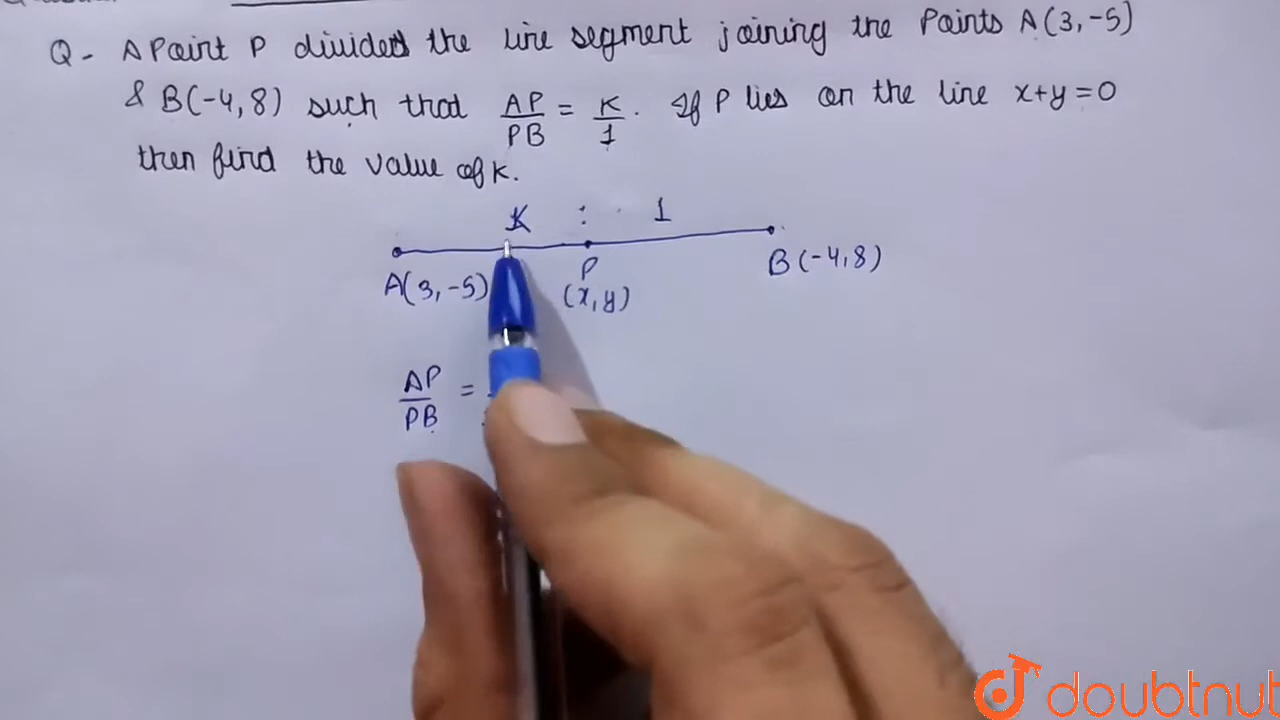 Q - A Point P divided the line segment joining the Points A(3,-5)
& B(-4,8) such that AP/PB = K/1. If P lies on the line x+y=0
then find the value of K.
K : 1
A(3,-5) P B(-4,8)
(x,y)
AP/PB =
doubtnut